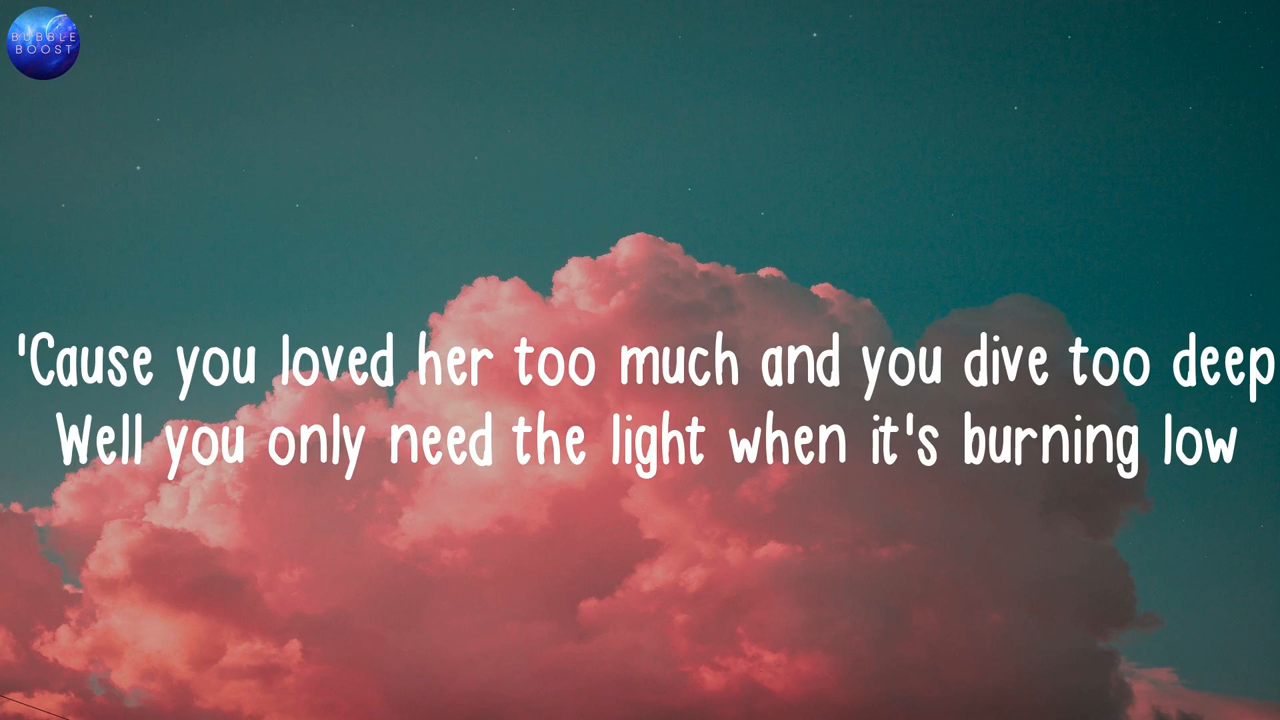 BUBBLE
BOOST
'Cause you loved her too much and you dive too deep
Well you only need the light when it's burning low